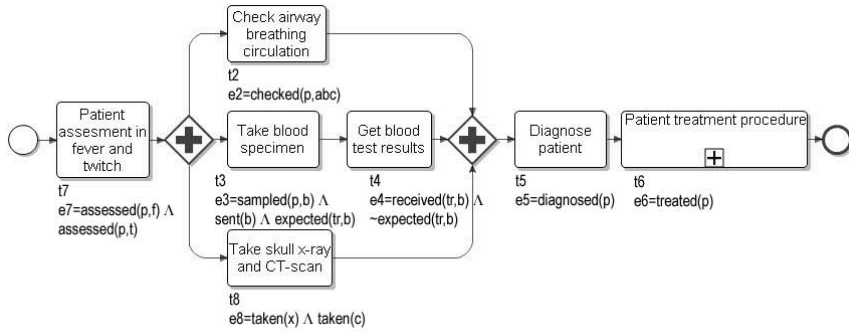 Check airway
breathing
circulation
t2
e2=checked(p,abc)
Patient
assesment in
fever and
twitch
t7
e7=assessed(p,f) Λ
assessed(p,t)
Take blood
specimen
t3
e3=sampled(p,b) Λ
sent(b) Λ expected(tr,b)
Get blood
test results
t4
e4=received(tr,b) Λ
~expected(tr,b)
Diagnose
patient
t5
e5=diagnosed(p)
Patient treatment procedure
t6
e6=treated(p)
Take skull x-ray
and CT-scan
t8
e8=taken(x) Λ taken(c)